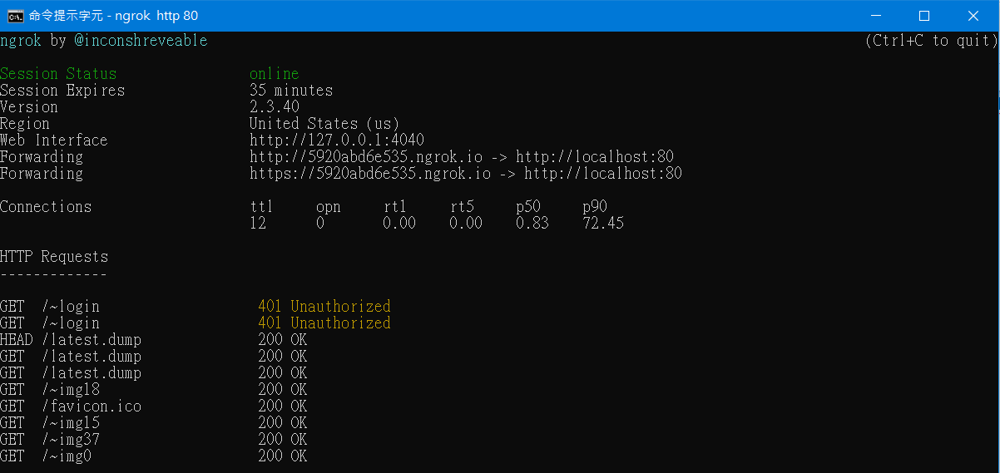 命令提示字元 - ngrok http 80
ngrok by @inconshreveable (Ctrl+C to quit)
Session Status online
Session Expires 35 minutes
Version 2.3.40
Region United States (us)
Web Interface http://127.0.0.1:4040
Forwarding http://5920abd6e535.ngrok.io -> http://localhost:80
Forwarding https://5920abd6e535.ngrok.io -> http://localhost:80
Connections ttl opn rt1 rt5 p50 p90
12 0 0.00 0.00 0.83 72.45
HTTP Requests
-------------
GET /~login 401 Unauthorized
GET /~login 401 Unauthorized
HEAD /latest.dump 200 OK
GET /latest.dump 200 OK
GET /latest.dump 200 OK
GET /~img18 200 OK
GET /favicon.ico 200 OK
GET /~img15 200 OK
GET /~img37 200 OK
GET /~img0 200 OK